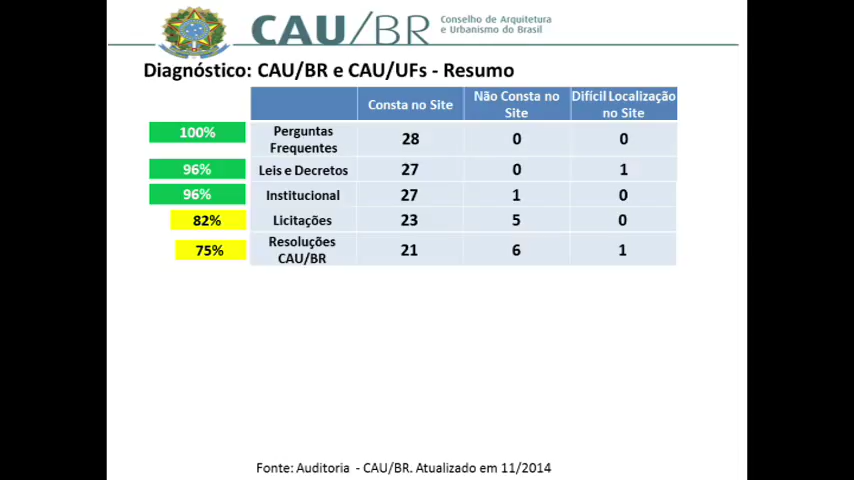 CAU/BR Conselho de Arquitetura
e Urbanismo do Brasil
Diagnóstico: CAU/BR e CAU/UFs - Resumo
Consta no Site Não Consta no Site Difícil Localização no Site
100% Perguntas Frequentes 28 0 0
96% Leis e Decretos 27 0 1
96% Institucional 27 1 0
82% Licitações 23 5 0
75% Resoluções CAU/BR 21 6 1
Fonte: Auditoria - CAU/BR. Atualizado em 11/2014